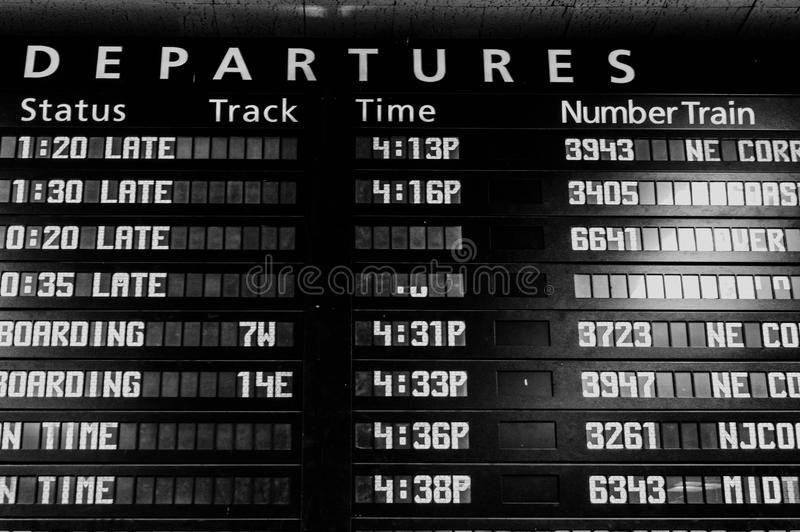 DEPARTURES
Status Track Time Number Train
1:20 LATE 4:13P 3943 NE CORR
1:30 LATE 4:16P 3405
0:20 LATE 6641
0:35 LATE
BOARDING 7W 4:31P 3723 NE CO
BOARDING 14E 4:33P 3947 NE CO
N TIME 4:36P 3261 NJCO
N TIME 4:38P 6343 MIDT
dreamstime